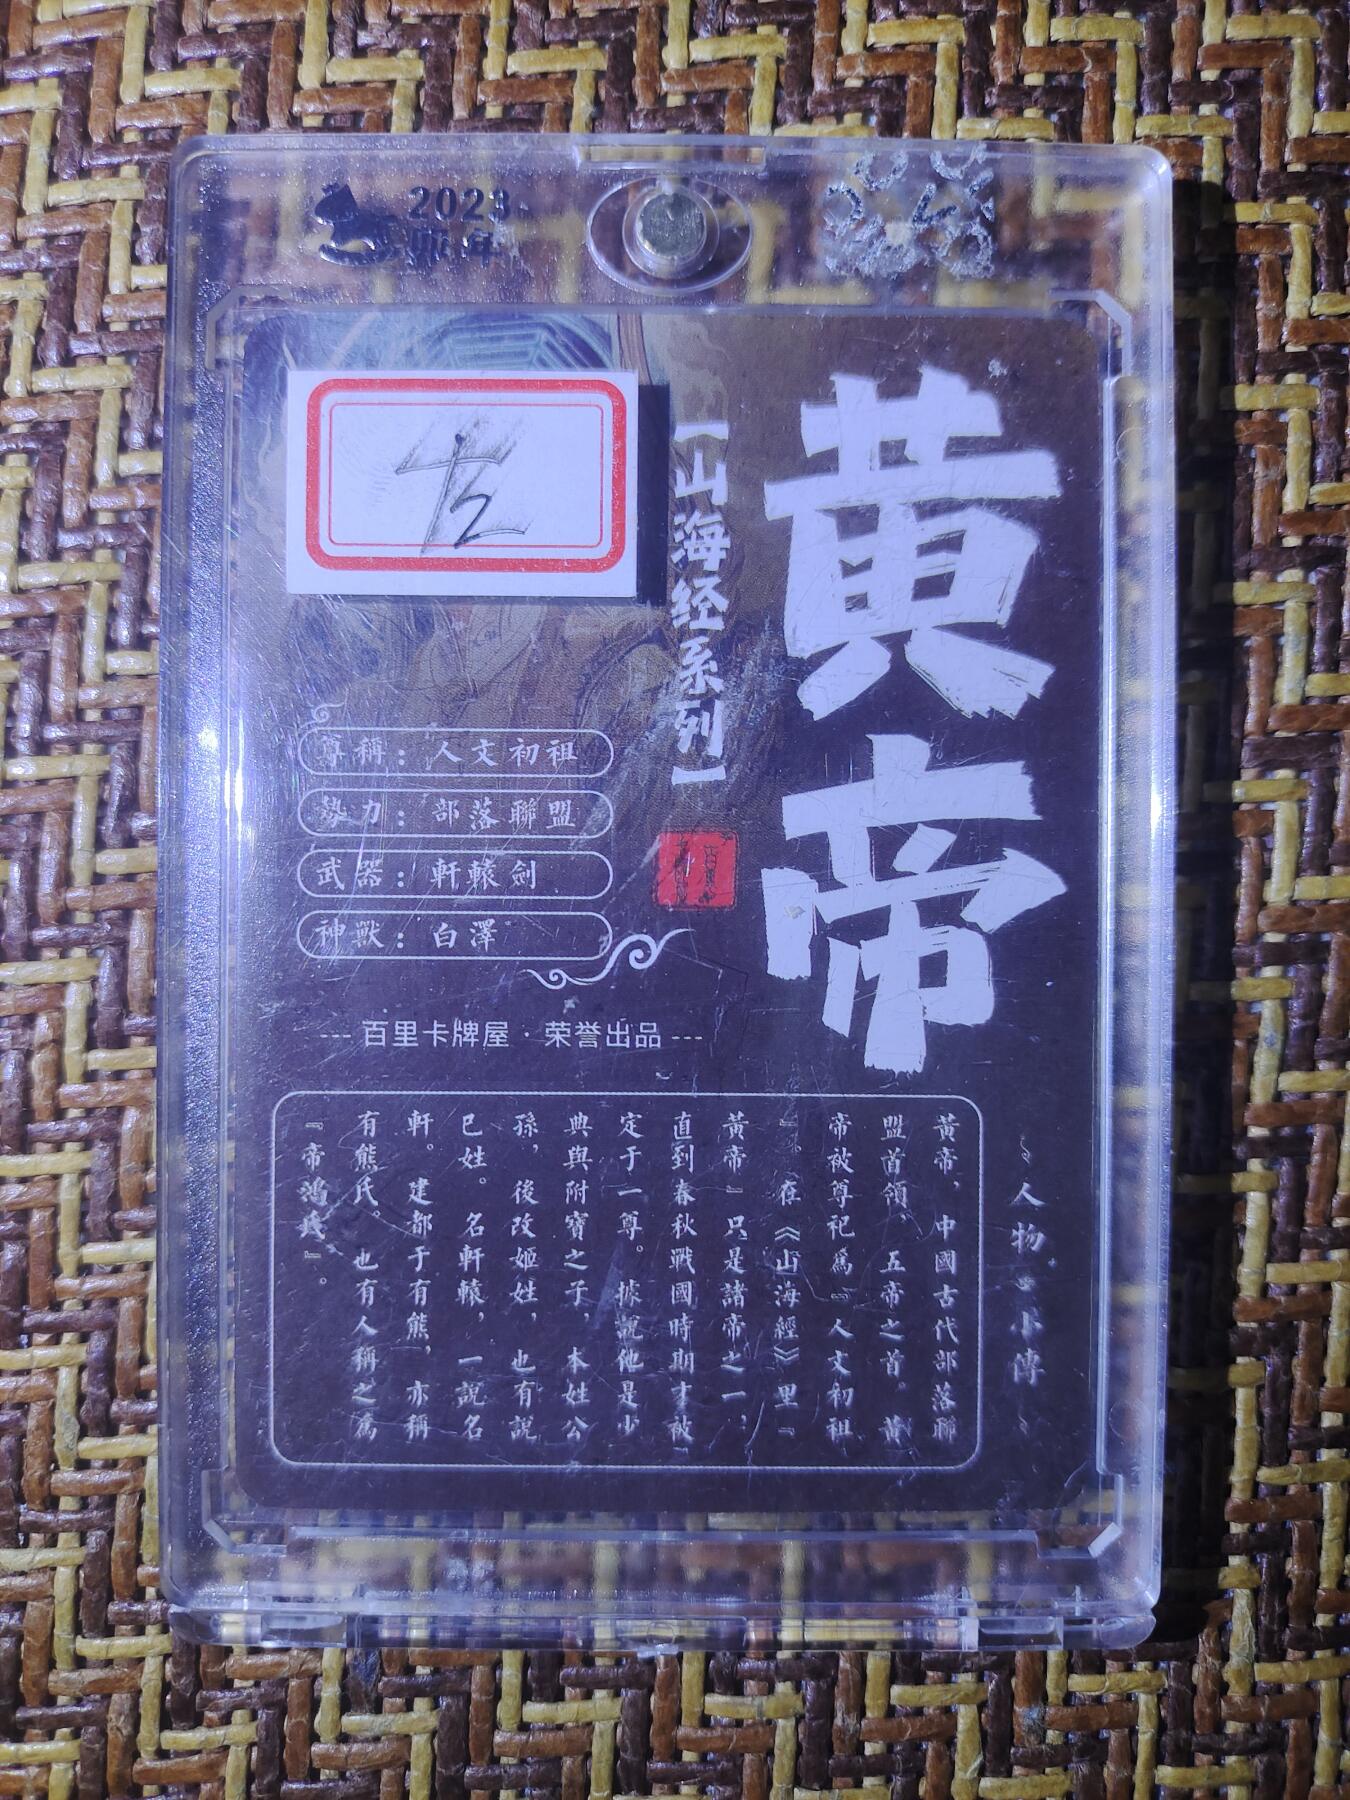 2023
黄帝
【山海经系列】
尊稱：人文初祖
勢力：部落聯盟
武器：軒轅劍
神獸：白澤
--- 百里卡牌屋 · 荣誉出品 ---
人物 小傳
黃帝，中國古代部落聯
盟首領，五帝之首。黃
帝被尊祀爲『人文初祖
』。在《山海經》里『
黃帝』只是諸帝之一，
直到春秋戰國時期才被
定于一尊。據說他是少
典與附寶之子，本姓公
孫，後改姬姓，也有説
巳姓。名軒轅，一説名
軒。建都于有熊，亦稱
有熊氏。也有人稱之爲
『帝鴻氏』。